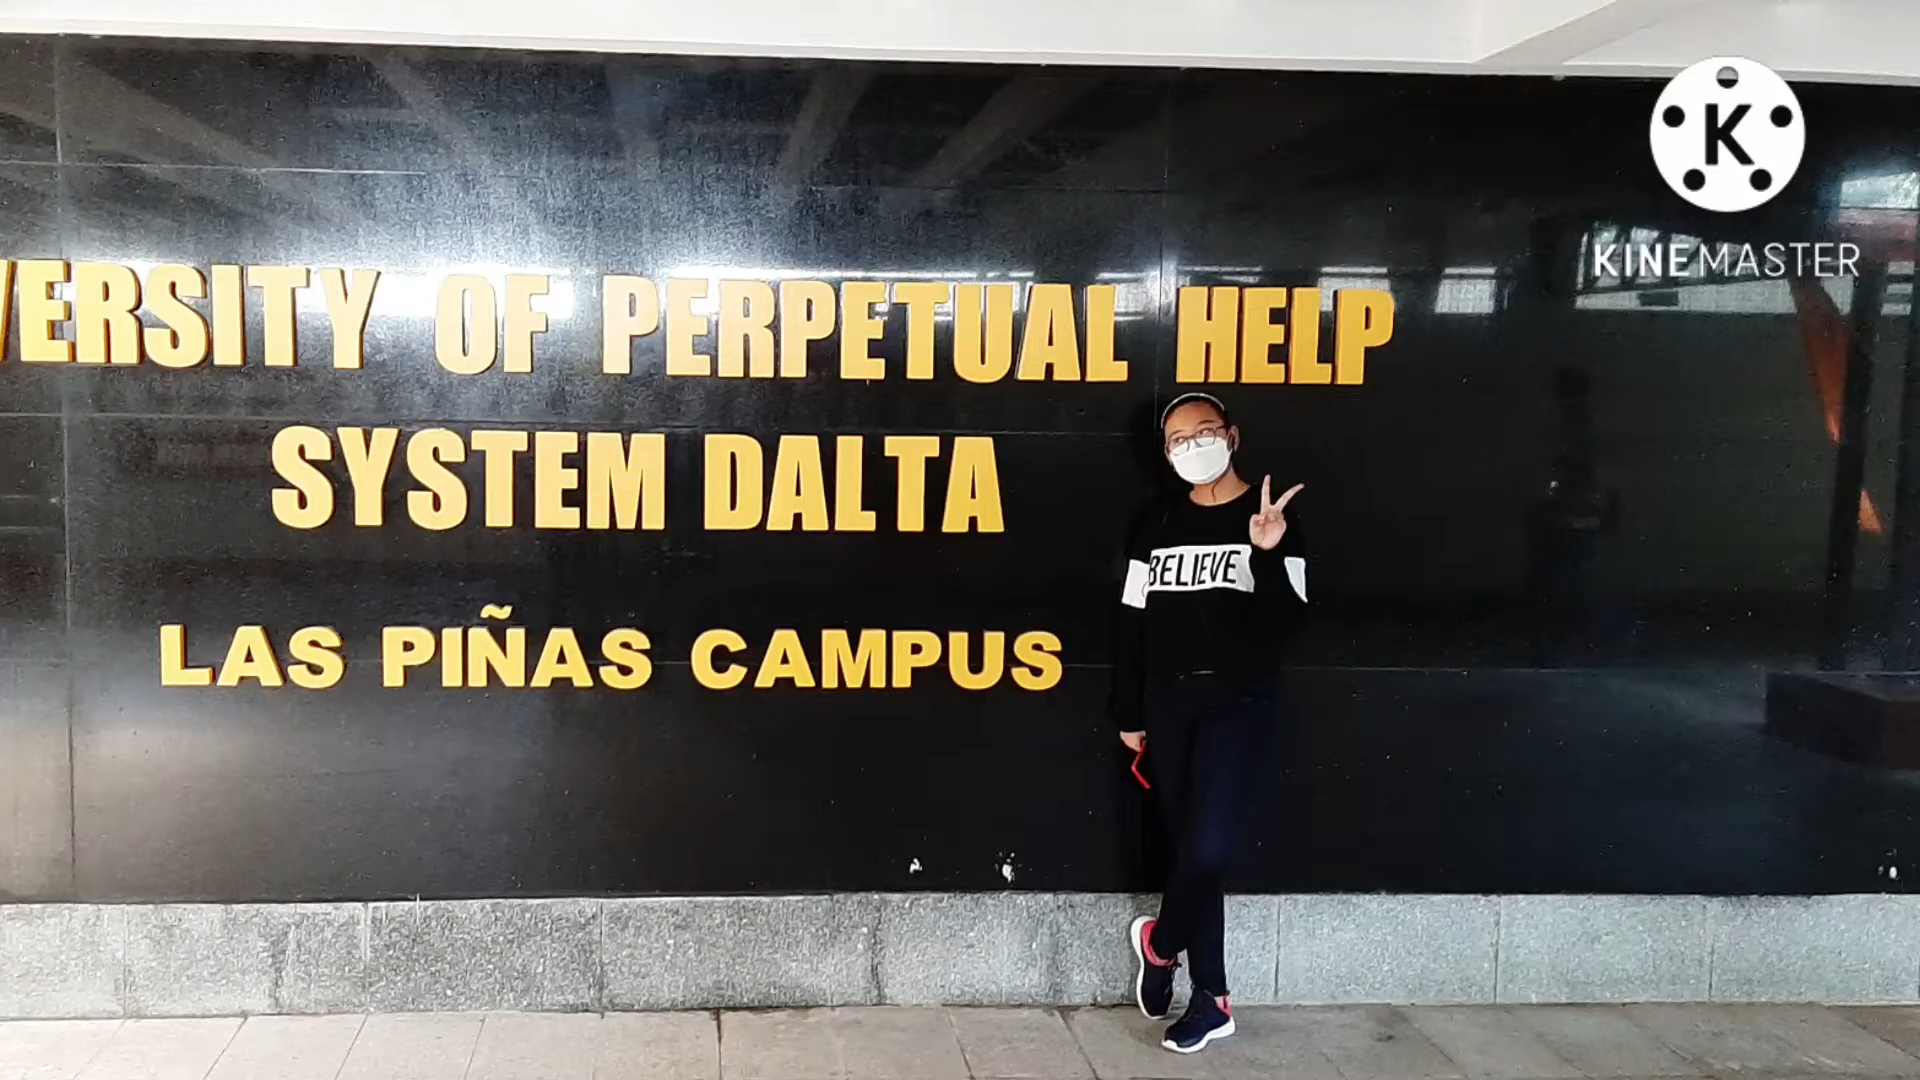 VERSITY OF PERPETUAL HELP
SYSTEM DALTA
LAS PIÑAS CAMPUS
BELIEVE
K
KINEMASTER